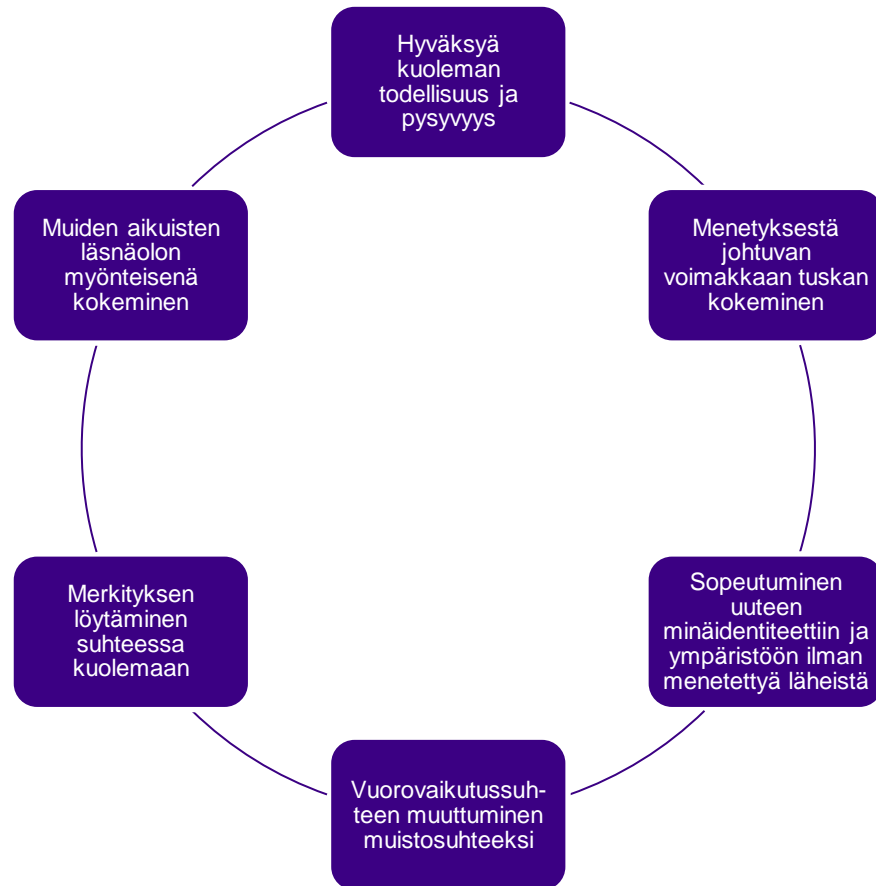 Hyväksyä
kuoleman
todellisuus ja
pysyvyys
Menetyksestä
johtuvan
voimakkaan tuskan
kokeminen
Sopeutuminen
uuteen
minäidentiteettiin ja
ympäristöön ilman
menetettyä läheistä
Vuorovaikutussuh-
teen muuttuminen
muistosuhteeksi
Merkityksen
löytäminen
suhteessa
kuolemaan
Muiden aikuisten
läsnäolon
myönteisenä
kokeminen